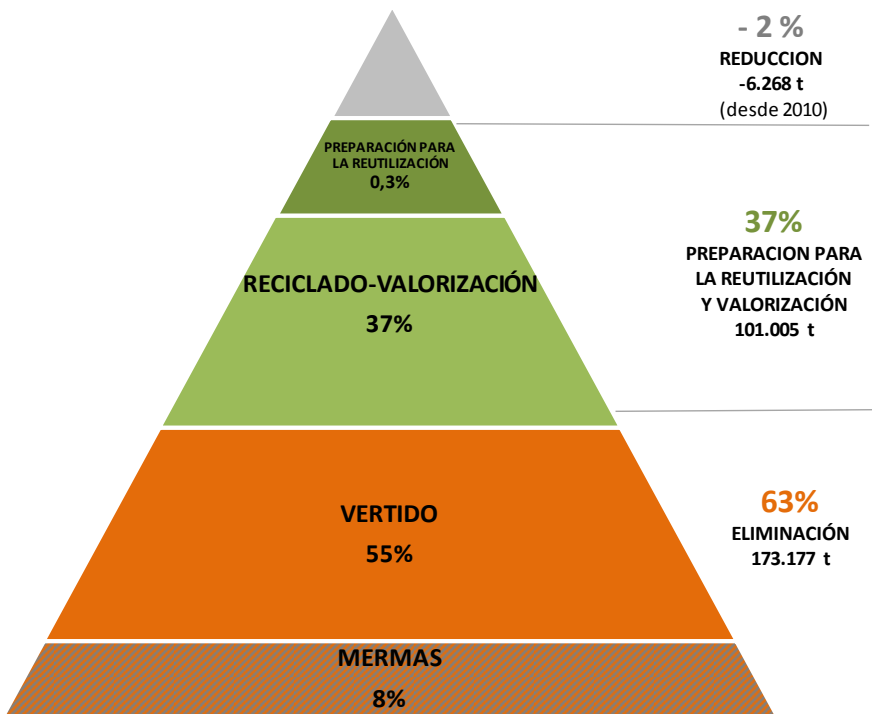 - 2 %
REDUCCION
-6.268 t
(desde 2010)
PREPARACIÓN PARA
LA REUTILIZACIÓN
0,3%
37%
PREPARACION PARA
LA REUTILIZACIÓN
Y VALORIZACIÓN
101.005 t
RECICLADO-VALORIZACIÓN
37%
VERTIDO
55%
63%
ELIMINACIÓN
173.177 t
MERMAS
8%